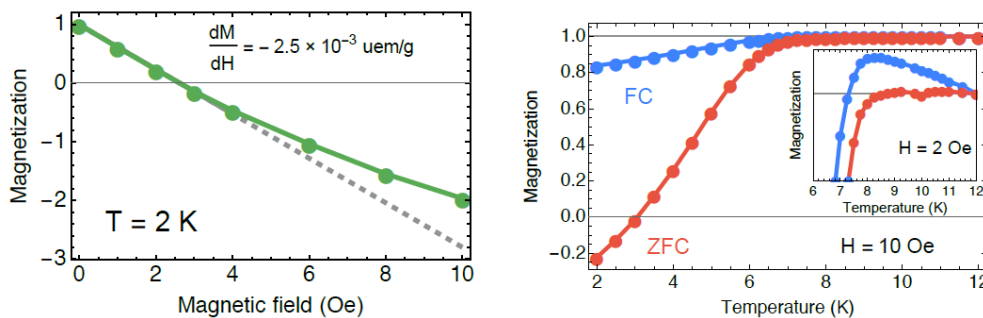 1
0
−1
−2
−3
Magnetization
dM
dH
= − 2.5 × 10⁻³ uem/g
T = 2 K
0 2 4 6 8 10
Magnetic field (Oe)
1.0
0.8
0.6
0.4
0.2
0.0
−0.2
Magnetization
FC
ZFC
H = 10 Oe
2 4 6 8 10 12
Temperature (K)
Magnetization
H = 2 Oe
6 7 8 9 10 11 12
Temperature (K)